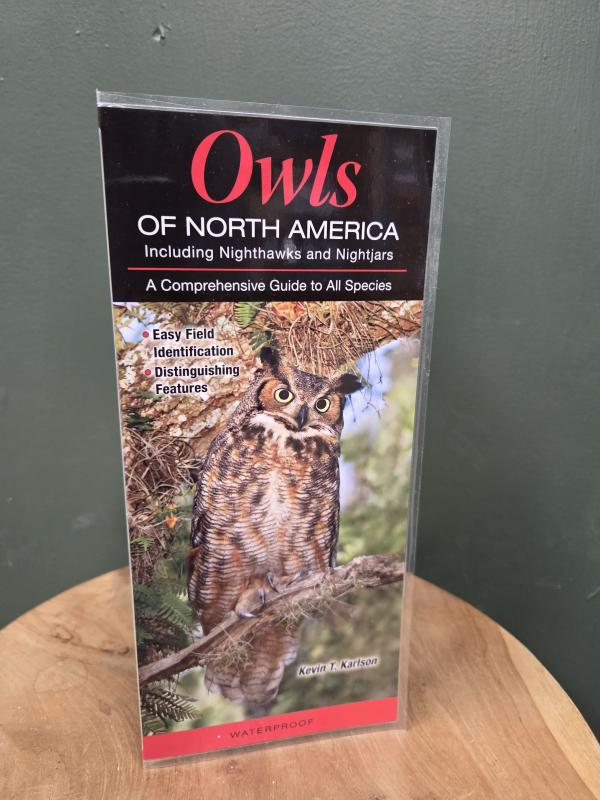 Owls
OF NORTH AMERICA
Including Nighthawks and Nightjars
A Comprehensive Guide to All Species
• Easy Field
Identification
• Distinguishing
Features
Kevin T. Karlson
WATERPROOF